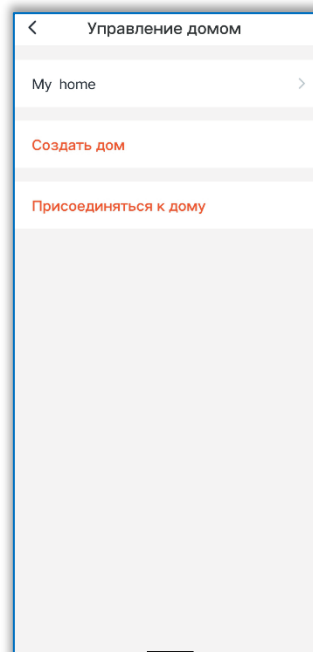 Управление домом
My home
Создать дом
Присоединяться к дому